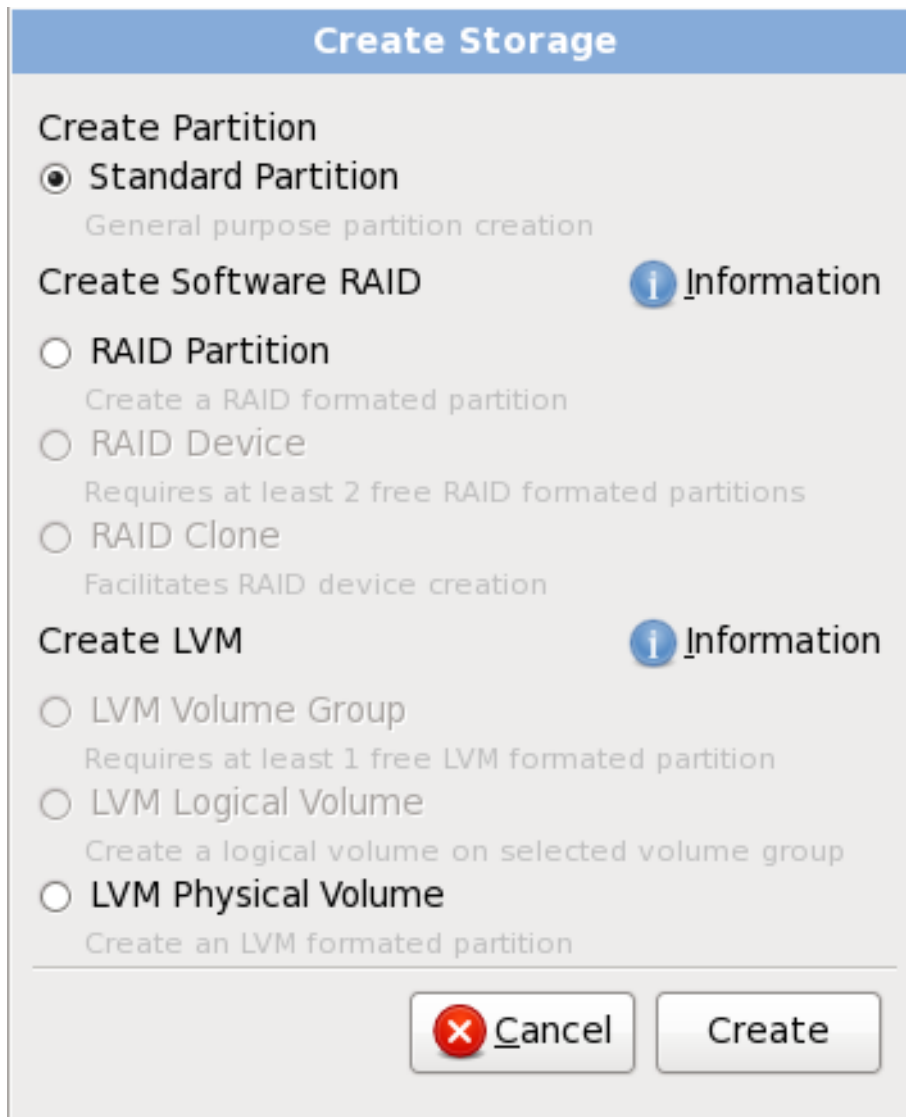 Create Storage
Create Partition
Standard Partition
General purpose partition creation
Create Software RAID
Information
RAID Partition
Create a RAID formated partition
RAID Device
Requires at least 2 free RAID formated partitions
RAID Clone
Facilitates RAID device creation
Create LVM
Information
LVM Volume Group
Requires at least 1 free LVM formated partition
LVM Logical Volume
Create a logical volume on selected volume group
LVM Physical Volume
Create an LVM formated partition
Cancel
Create